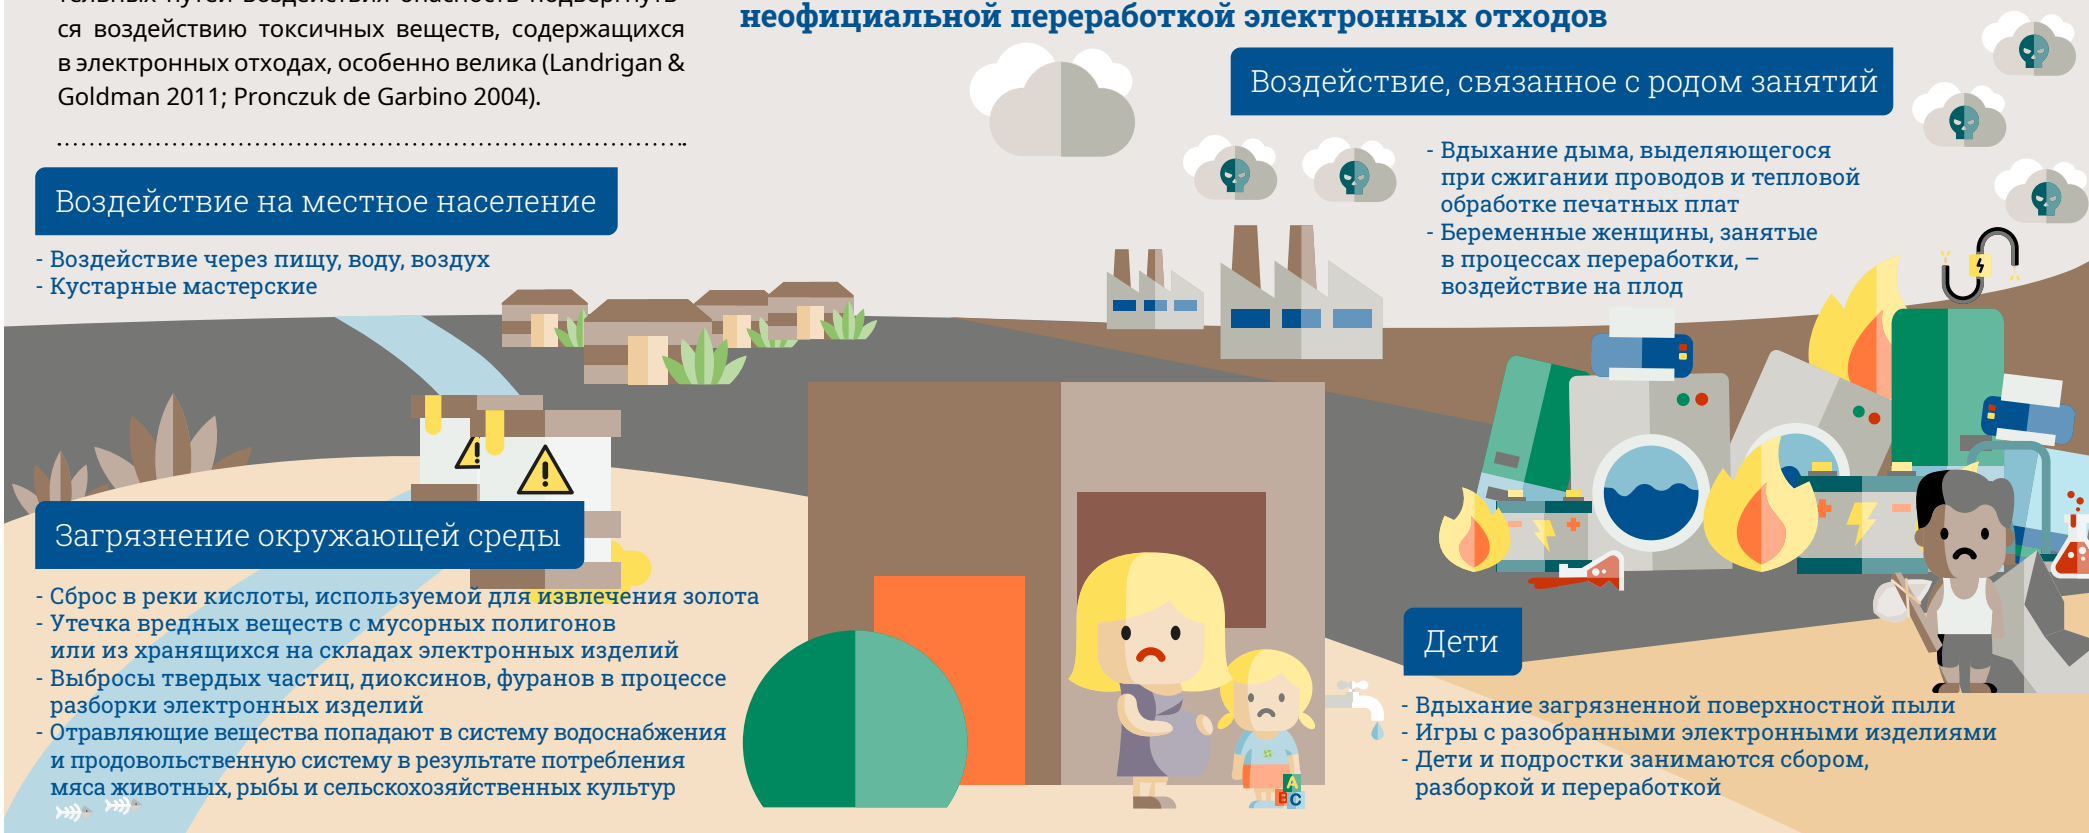 ся воздействию токсичных веществ, содержащихся
в электронных отходах, особенно велика (Landrigan &
Goldman 2011; Pronczuk de Garbino 2004).
неофициальной переработкой электронных отходов
Воздействие, связанное с родом занятий
- Вдыхание дыма, выделяющегося
при сжигании проводов и тепловой
обработке печатных плат
- Беременные женщины, занятые
в процессах переработки, –
воздействие на плод
Воздействие на местное население
- Воздействие через пищу, воду, воздух
- Кустарные мастерские
Загрязнение окружающей среды
- Сброс в реки кислоты, используемой для извлечения золота
- Утечка вредных веществ с мусорных полигонов
или из хранящихся на складах электронных изделий
- Выбросы твердых частиц, диоксинов, фуранов в процессе
разборки электронных изделий
- Отравляющие вещества попадают в систему водоснабжения
и продовольственную систему в результате потребления
мяса животных, рыбы и сельскохозяйственных культур
Дети
- Вдыхание загрязненной поверхностной пыли
- Игры с разобранными электронными изделиями
- Дети и подростки занимаются сбором,
разборкой и переработкой
A
B C